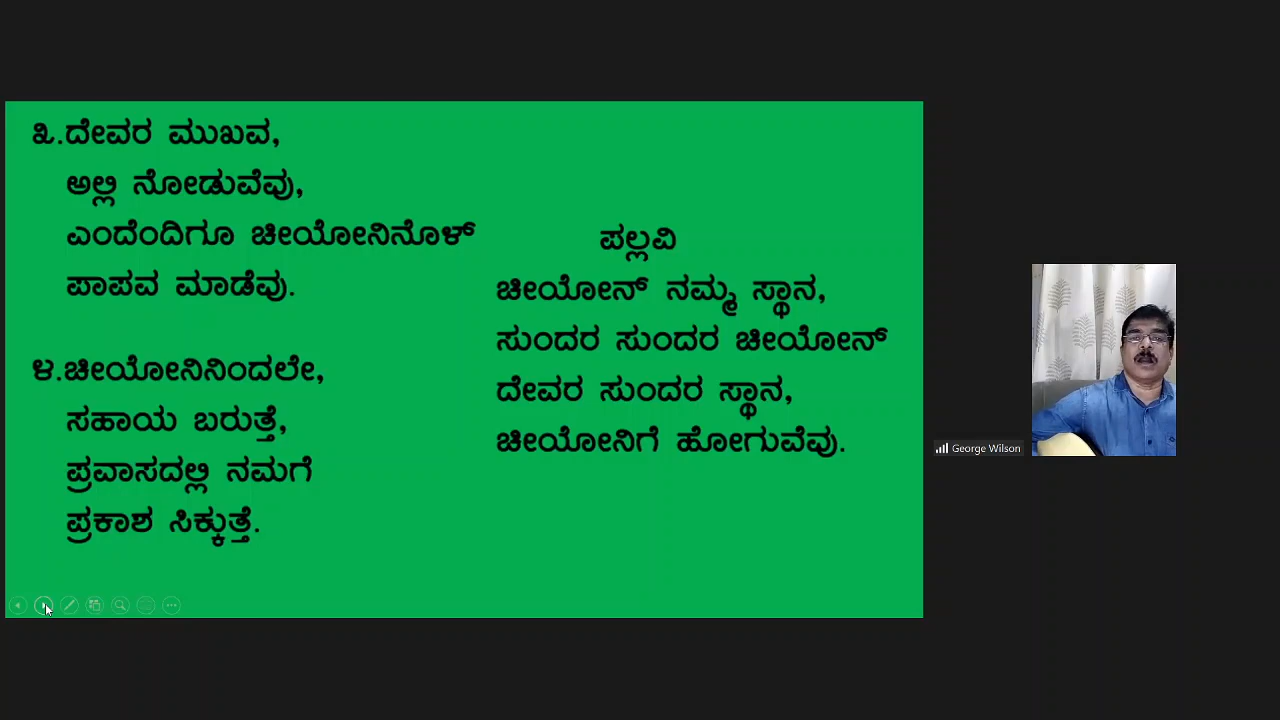 ೩.ದೇವರ ಮುಖವ,
ಅಲ್ಲಿ ನೋಡುವೆವು,
ಎಂದೆಂದಿಗೂ ಚೀಯೋನಿನೊಳ್
ಪಾಪವ ಮಾಡೆವು.
೪.ಚೀಯೋನಿನಿಂದಲೇ,
ಸಹಾಯ ಬರುತ್ತೆ,
ಪ್ರವಾಸದಲ್ಲಿ ನಮಗೆ
ಪ್ರಕಾಶ ಸಿಕ್ಕುತ್ತೆ.
ಪಲ್ಲವಿ
ಚೀಯೋನ್ ನಮ್ಮ ಸ್ಥಾನ,
ಸುಂದರ ಸುಂದರ ಚೀಯೋನ್
ದೇವರ ಸುಂದರ ಸ್ಥಾನ,
ಚೀಯೋನಿಗೆ ಹೋಗುವೆವು.
George Wilson